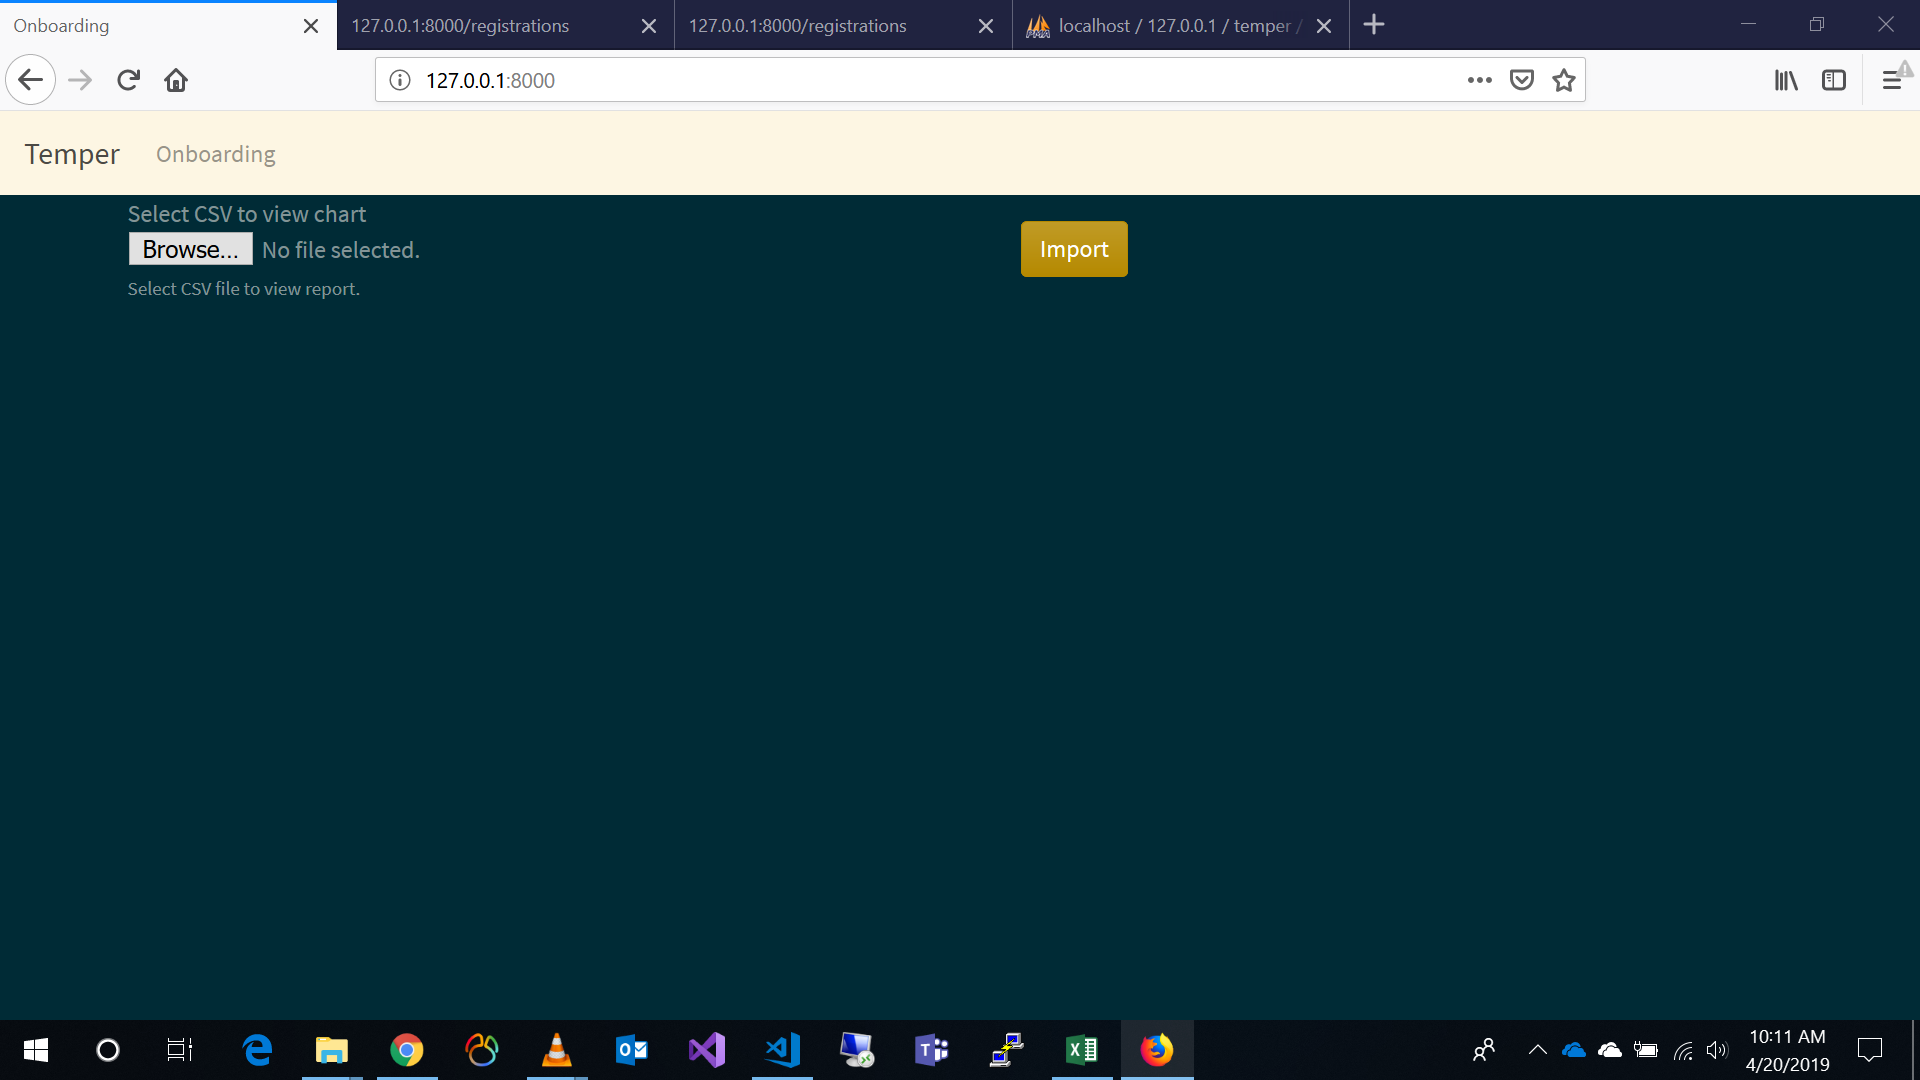 Onboarding
127.0.0.1:8000/registrations
127.0.0.1:8000/registrations
localhost / 127.0.0.1 / temper /
127.0.0.1:8000
Temper
Onboarding
Select CSV to view chart
Browse...
No file selected.
Import
Select CSV file to view report.
10:11 AM
4/20/2019